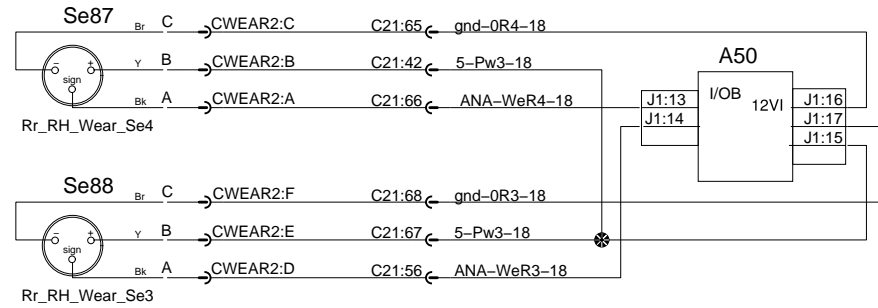 Se87
Br C CWEAR2:C C21:65 gnd−0R4−18
Y B CWEAR2:B C21:42 5−Pw3−18
− + sign
Bk A CWEAR2:A C21:66 ANA−WeR4−18
Rr_RH_Wear_Se4
A50
I/OB 12VI
J1:13 J1:16
J1:14 J1:17
J1:15
Se88
Br C CWEAR2:F C21:68 gnd−0R3−18
Y B CWEAR2:E C21:67 5−Pw3−18
− + sign
Bk A CWEAR2:D C21:56 ANA−WeR3−18
Rr_RH_Wear_Se3